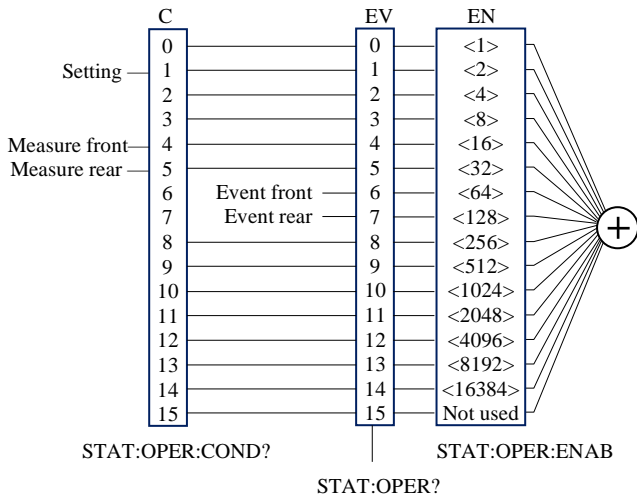 C EV EN
0 0 <1>
Setting 1 1 <2>
2 2 <4>
3 3 <8>
Measure front 4 4 <16>
Measure rear 5 5 <32>
6 Event front 6 <64>
7 Event rear 7 <128>
8 8 <256>
9 9 <512>
10 10 <1024>
11 11 <2048>
12 12 <4096>
13 13 <8192>
14 14 <16384>
15 15 Not used
+
STAT:OPER:COND? STAT:OPER:ENAB
STAT:OPER?